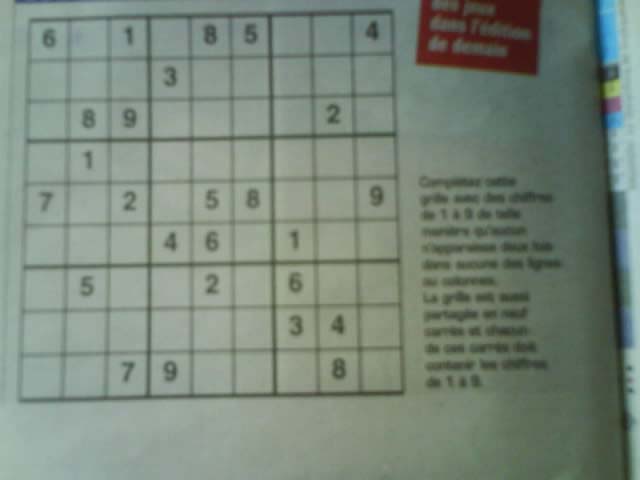 des jeux
dans l'édition
de demain
6 1 8 5 4
3
8 9 2
1
7 2 5 8 9
4 6 1
5 2 6
3 4
7 9 8
Complétez cette
grille avec des chiffres
de 1 à 9 de telle
manière qu'aucun
n'apparaisse deux fois
dans aucune des lignes
ou colonnes.
La grille est aussi
partagée en neuf
carrés et chacun
de ces carrés doit
contenir les chiffres
de 1 à 9.